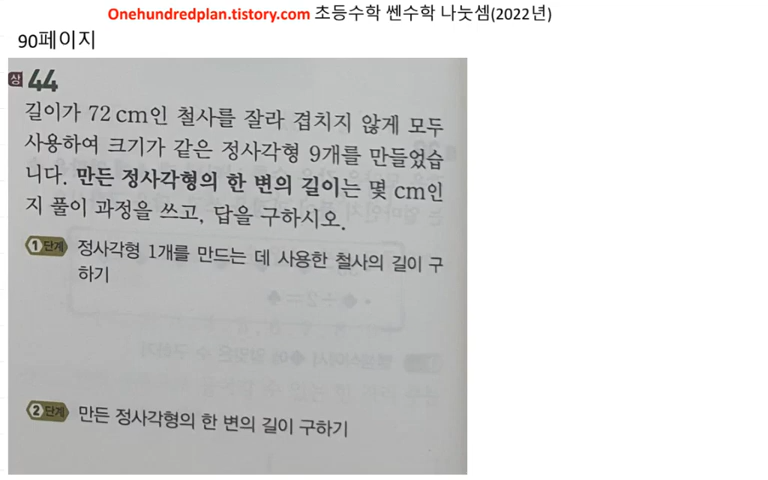 Onehundredplan.tistory.com 초등수학 쎈수학 나눗셈(2022년)
90페이지
상 44
길이가 72 cm인 철사를 잘라 겹치지 않게 모두
사용하여 크기가 같은 정사각형 9개를 만들었습
니다. 만든 정사각형의 한 변의 길이는 몇 cm인
지 풀이 과정을 쓰고, 답을 구하시오.
1단계 정사각형 1개를 만드는 데 사용한 철사의 길이 구
하기
2단계 만든 정사각형의 한 변의 길이 구하기